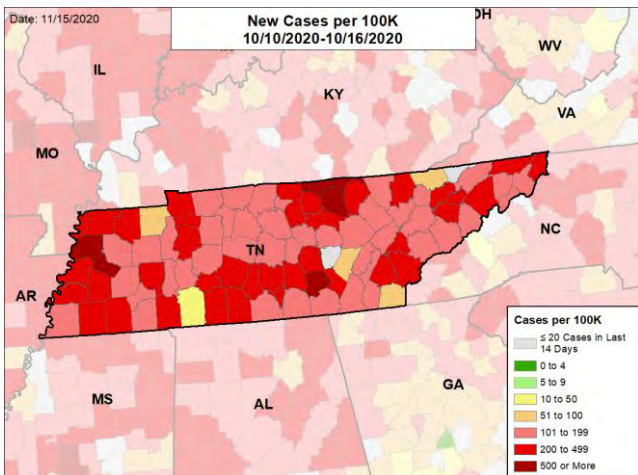 Date: 11/15/2020
New Cases per 100K
10/10/2020-10/16/2020
OH
WV
IL
KY
VA
MO
TN
NC
AR
MS
AL
GA
Cases per 100K
≤ 20 Cases in Last
14 Days
0 to 4
5 to 9
10 to 50
51 to 100
101 to 199
200 to 499
500 or More